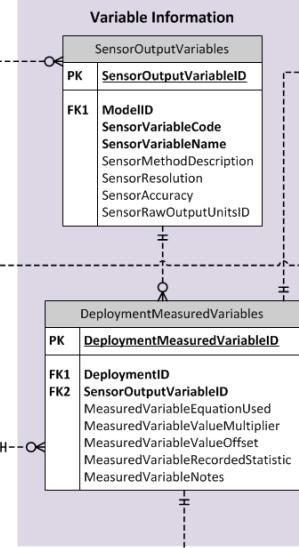 Variable Information
SensorOutputVariables
PK SensorOutputVariableID
FK1 ModelID
SensorVariableCode
SensorVariableName
SensorMethodDescription
SensorResolution
SensorAccuracy
SensorRawOutputUnitsID
DeploymentMeasuredVariables
PK DeploymentMeasuredVariableID
FK1 DeploymentID
FK2 SensorOutputVariableID
MeasuredVariableEquationUsed
MeasuredVariableValueMultiplier
MeasuredVariableValueOffset
MeasuredVariableRecordedStatistic
MeasuredVariableNotes